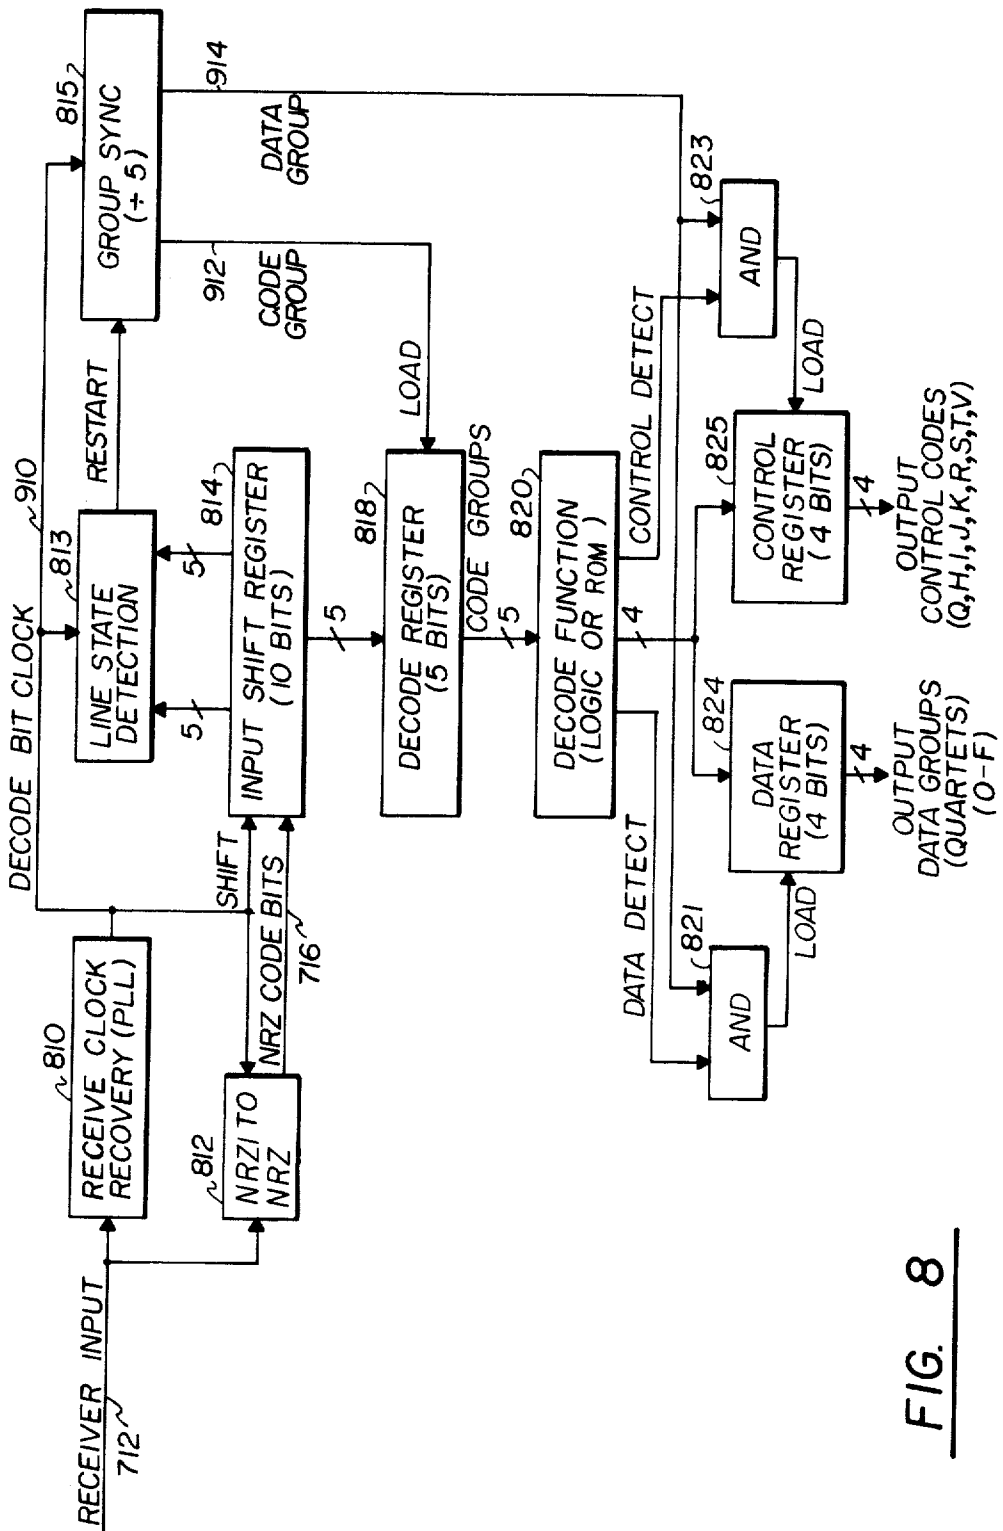 RECEIVER INPUT
712
810
RECEIVE CLOCK
RECOVERY (PLL)
812
NRZI TO
NRZ
DECODE BIT CLOCK
910
SHIFT
NRZ CODE BITS
716
813
LINE STATE
DETECTION
RESTART
815
GROUP SYNC
(÷ 5)
5
5
814
INPUT SHIFT REGISTER
(10 BITS)
5
912
CODE
GROUP
914
DATA
GROUP
LOAD
818
DECODE REGISTER
(5 BITS)
CODE GROUPS
5
820
DECODE FUNCTION
(LOGIC OR ROM)
DATA DETECT
4
CONTROL DETECT
821
AND
LOAD
823
AND
LOAD
824
DATA
REGISTER
(4 BITS)
4
825
CONTROL
REGISTER
(4 BITS)
4
OUTPUT
DATA GROUPS
(QUARTETS)
(0-F)
OUTPUT
CONTROL CODES
(Q,H,I,J,K,R,S,T,V)
FIG. 8